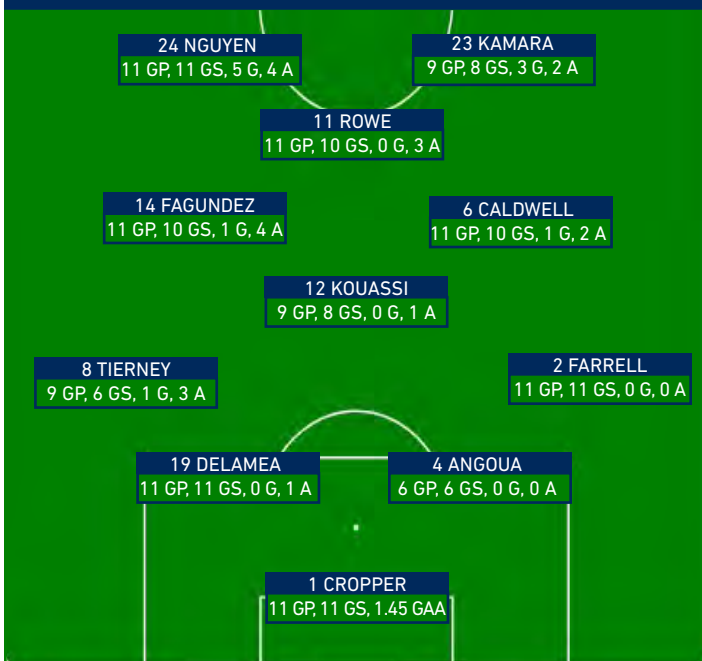 24 NGUYEN
11 GP, 11 GS, 5 G, 4 A
23 KAMARA
9 GP, 8 GS, 3 G, 2 A
11 ROWE
11 GP, 10 GS, 0 G, 3 A
14 FAGUNDEZ
11 GP, 10 GS, 1 G, 4 A
6 CALDWELL
11 GP, 10 GS, 1 G, 2 A
12 KOUASSI
9 GP, 8 GS, 0 G, 1 A
8 TIERNEY
9 GP, 6 GS, 1 G, 3 A
2 FARRELL
11 GP, 11 GS, 0 G, 0 A
19 DELAMEA
11 GP, 11 GS, 0 G, 1 A
4 ANGOUA
6 GP, 6 GS, 0 G, 0 A
1 CROPPER
11 GP, 11 GS, 1.45 GAA